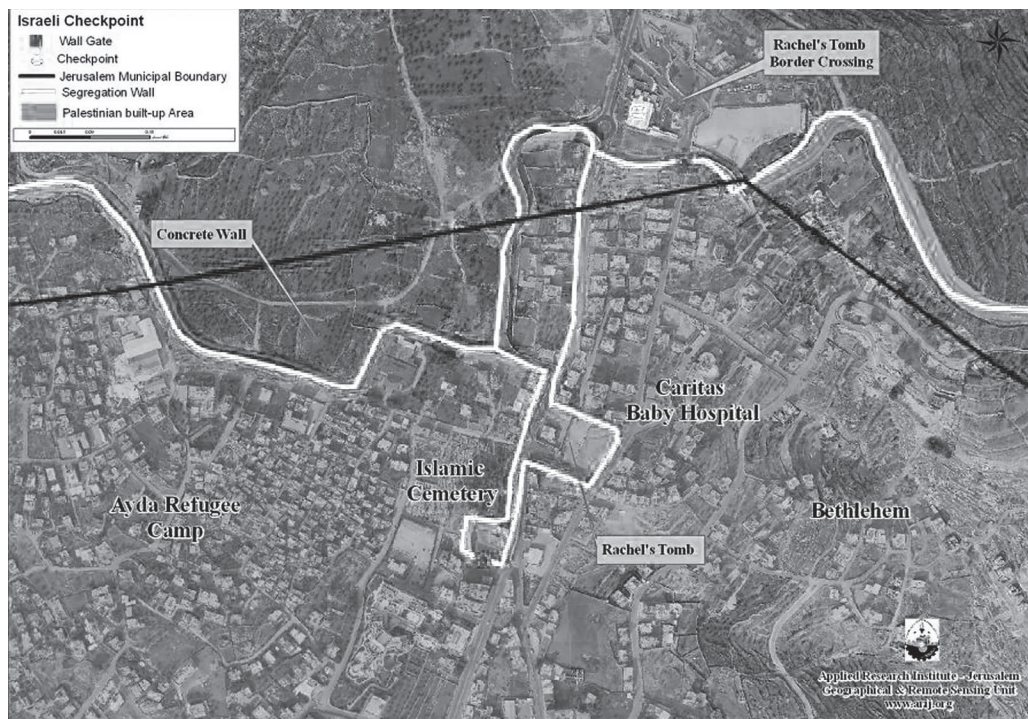 Israeli Checkpoint
Wall Gate
Checkpoint
Jerusalem Municipal Boundary
Segregation Wall
Palestinian built-up Area
Rachel's Tomb
Border Crossing
Concrete Wall
Caritas
Baby Hospital
Islamic
Cemetery
Ayda Refugee
Camp
Bethlehem
Rachel's Tomb
Applied Research Institute - Jerusalem
Geographical & Remote Sensing Unit
www.arij.org